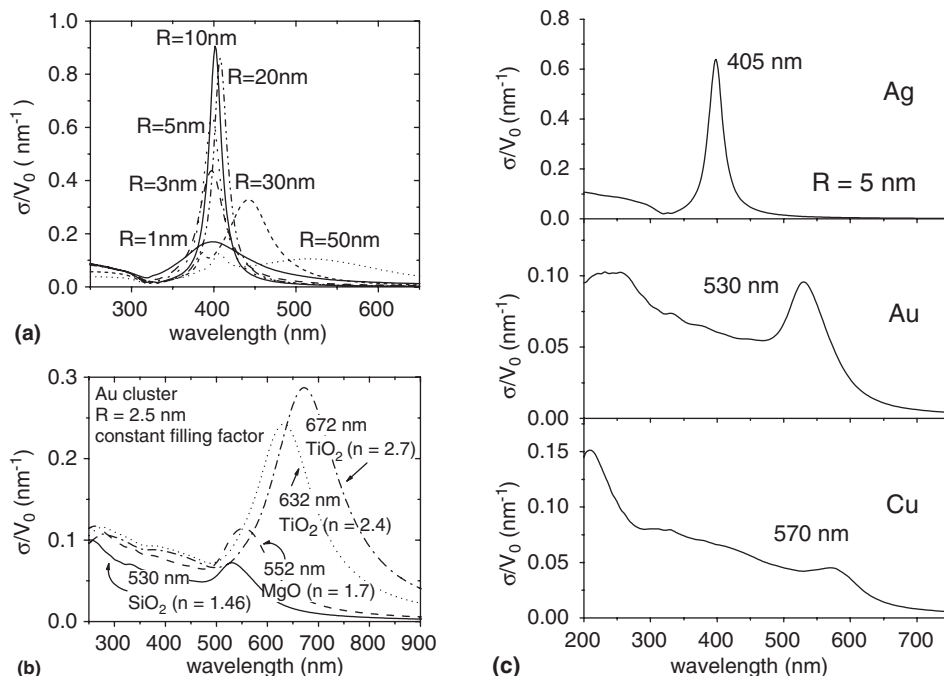 1.0
0.8
0.6
0.4
0.2
0.0
σ/V₀ ( nm⁻¹)
R=10nm
R=20nm
R=5nm
R=3nm
R=30nm
R=1nm
R=50nm
300 400 500 600
wavelength (nm)
(a)
0.3
0.2
0.1
0.0
σ/V₀ (nm⁻¹)
Au cluster
R = 2.5 nm
constant filling factor
672 nm
TiO₂ (n = 2.7)
632 nm
TiO₂ (n = 2.4)
530 nm
SiO₂ (n = 1.46)
552 nm
MgO (n = 1.7)
300 400 500 600 700 800 900
wavelength (nm)
(b)
0.8
0.6
0.4
0.2
0.0
σ/V₀ (nm⁻¹)
405 nm
Ag
R = 5 nm
0.10
0.05
0.00
σ/V₀ (nm⁻¹)
530 nm
Au
0.15
0.10
0.05
0.00
σ/V₀ (nm⁻¹)
570 nm
Cu
200 300 400 500 600 700
wavelength (nm)
(c)